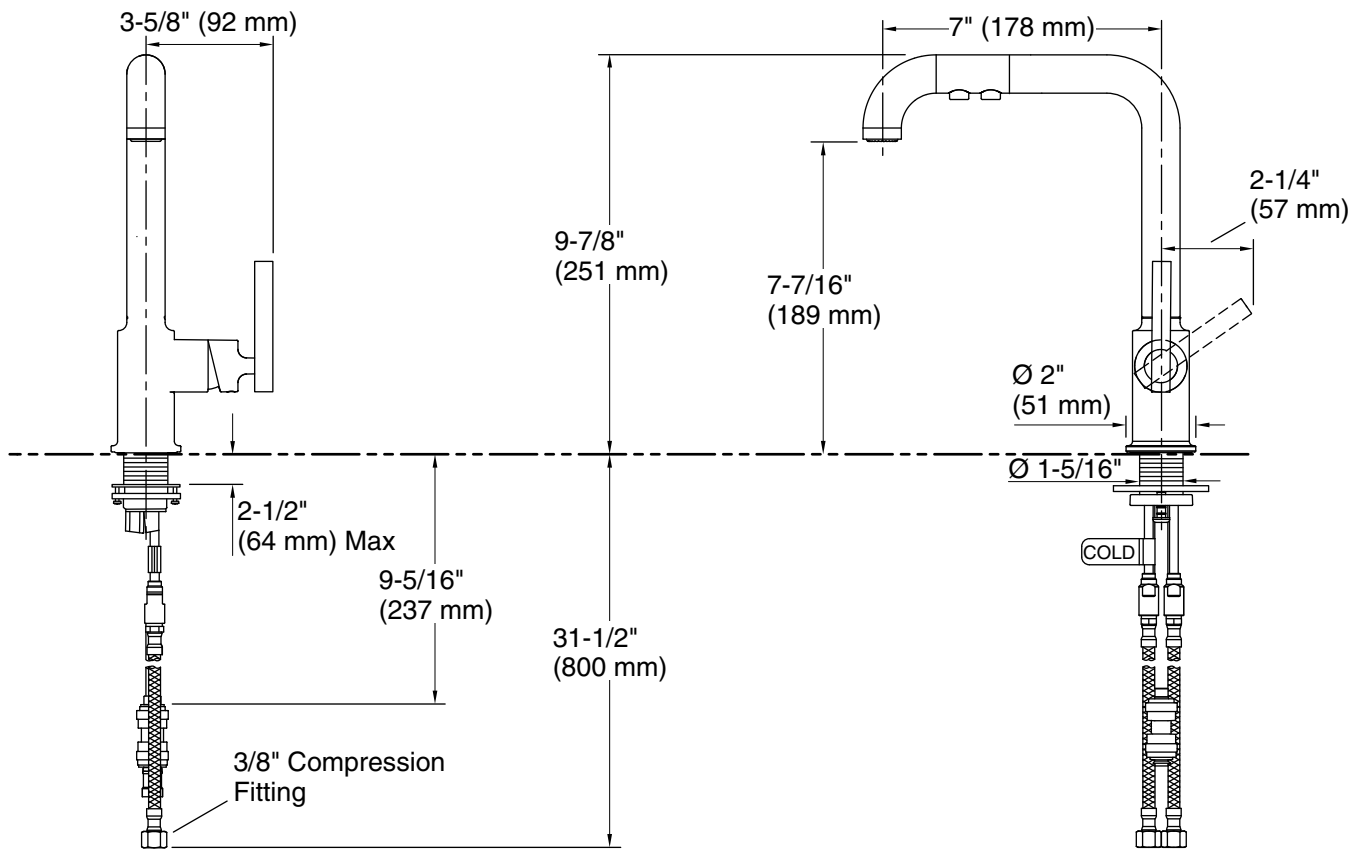 3-5/8" (92 mm)
7" (178 mm)
2-1/4"
(57 mm)
9-7/8"
(251 mm)
7-7/16"
(189 mm)
Ø 2"
(51 mm)
Ø 1-5/16"
2-1/2"
(64 mm) Max
COLD
9-5/16"
(237 mm)
31-1/2"
(800 mm)
3/8" Compression
Fitting